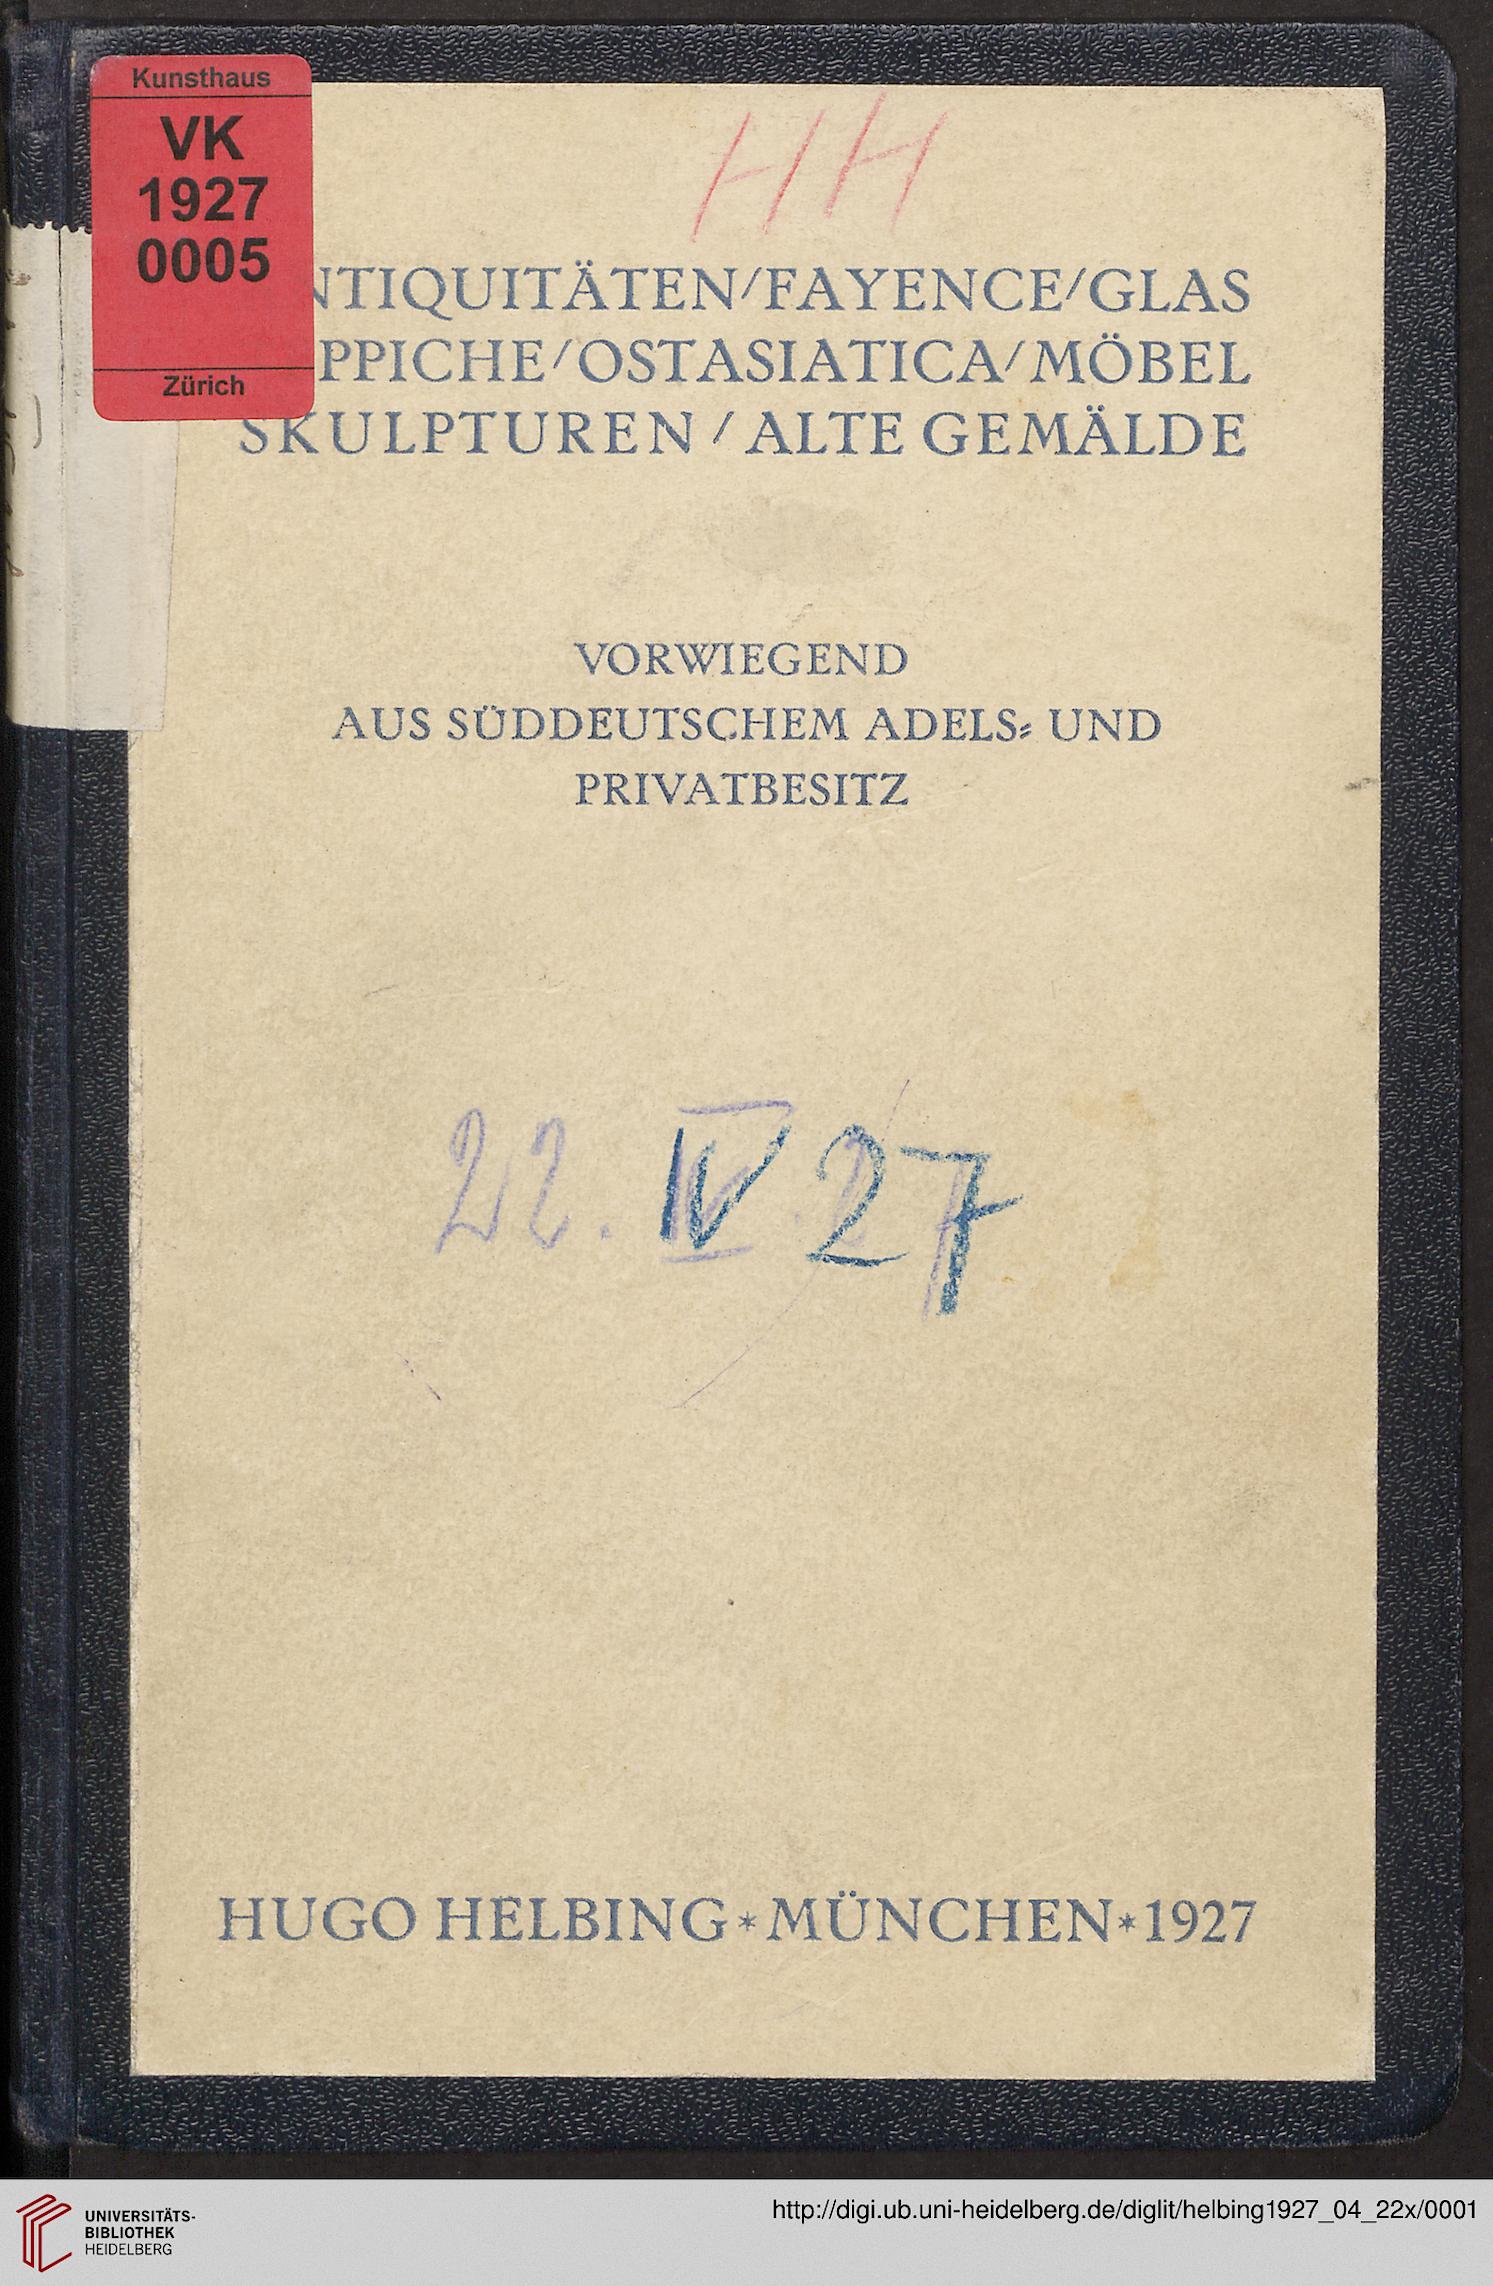 Kunsthaus
VK
1927
0005
Zürich
HH
NTIQUITÄTEN/FAYENCE/GLAS
PPICHE/OSTASIATICA/MÖBEL
SKULPTUREN/ALTE GEMÄLDE
VORWIEGEND
AUS SÜDDEUTSCHEM ADELS- UND
PRIVATBESITZ
22. IV 27
HUGO HELBING*MÜNCHEN*1927
UNIVERSITÄTS-
BIBLIOTHEK
HEIDELBERG
http://digi.ub.uni-heidelberg.de/diglit/helbing1927_04_22x/0001